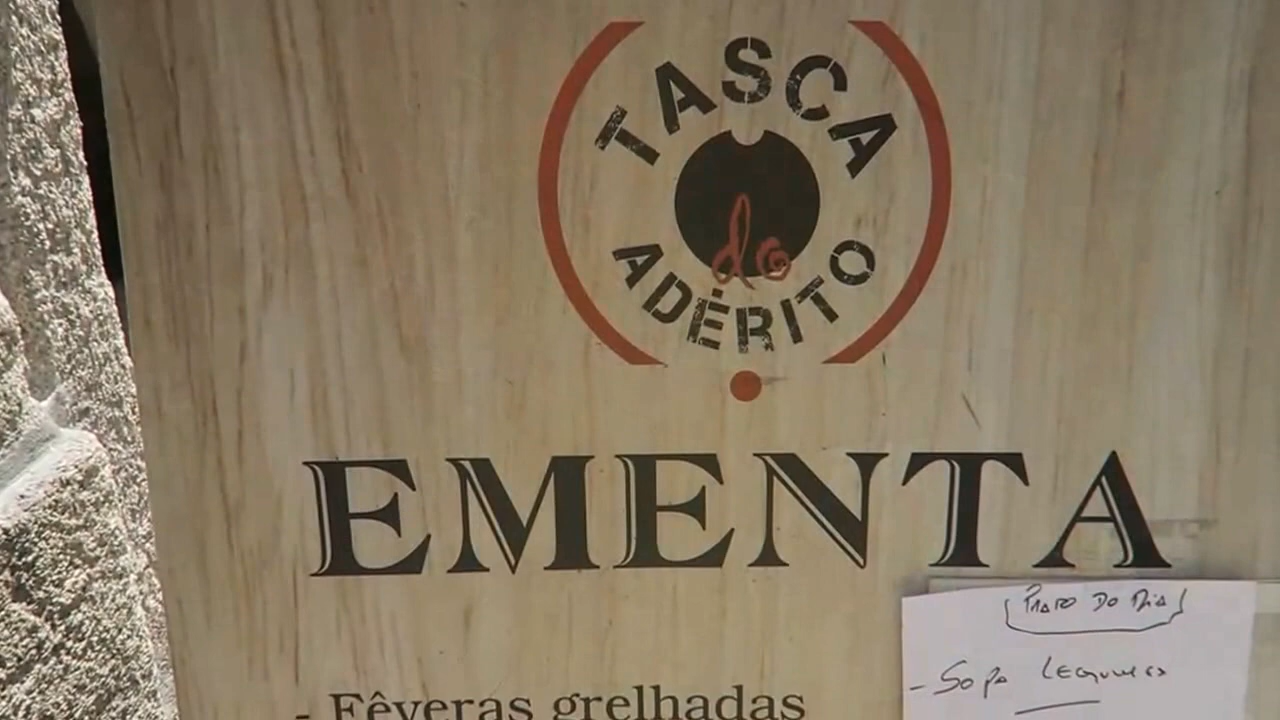 TASCA
do
ADÉRITO
EMENTA
- Fêveras grelhadas
PRATO DO DIA
- Sopa Legumes